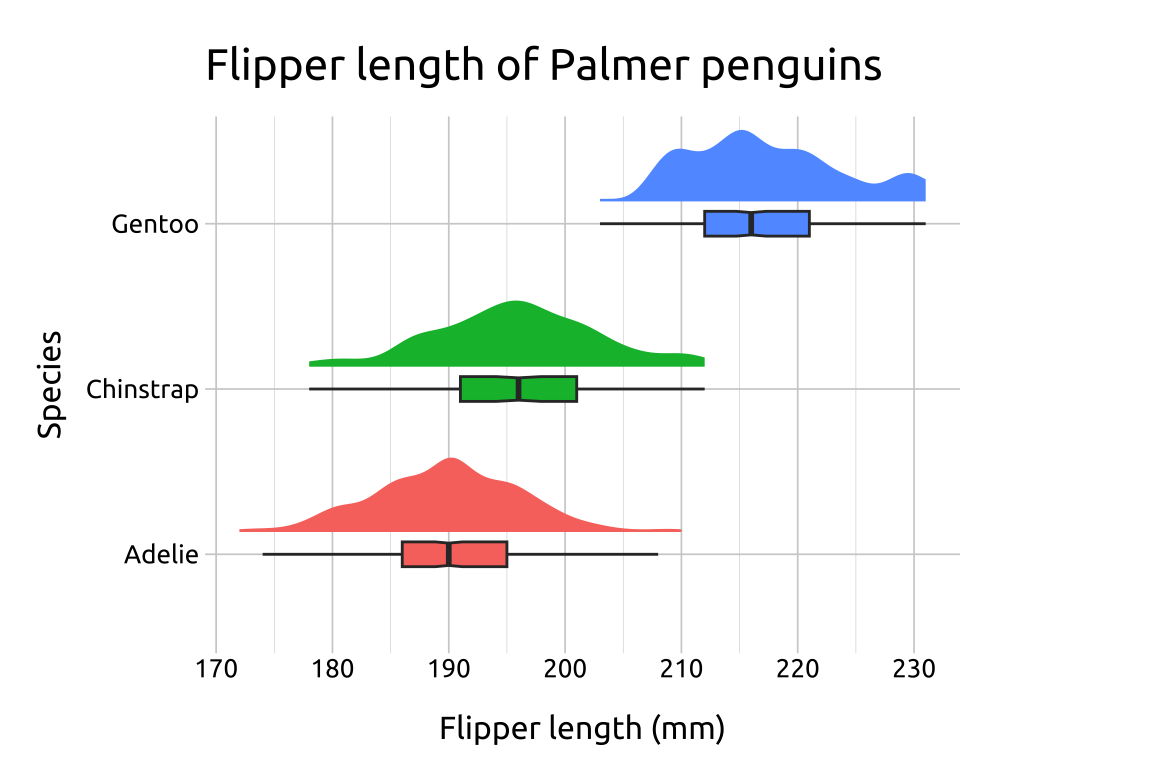 Flipper length of Palmer penguins
Species
Gentoo
Chinstrap
Adelie
170 180 190 200 210 220 230
Flipper length (mm)